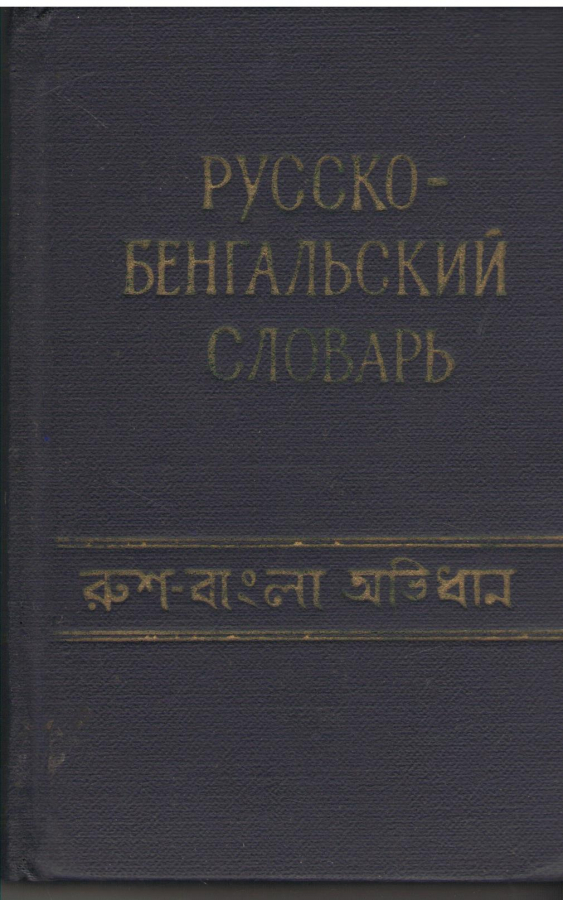 РУССКО-
БЕНГАЛЬСКИЙ
СЛОВАРЬ
রুশ-বাংলা অভিধান